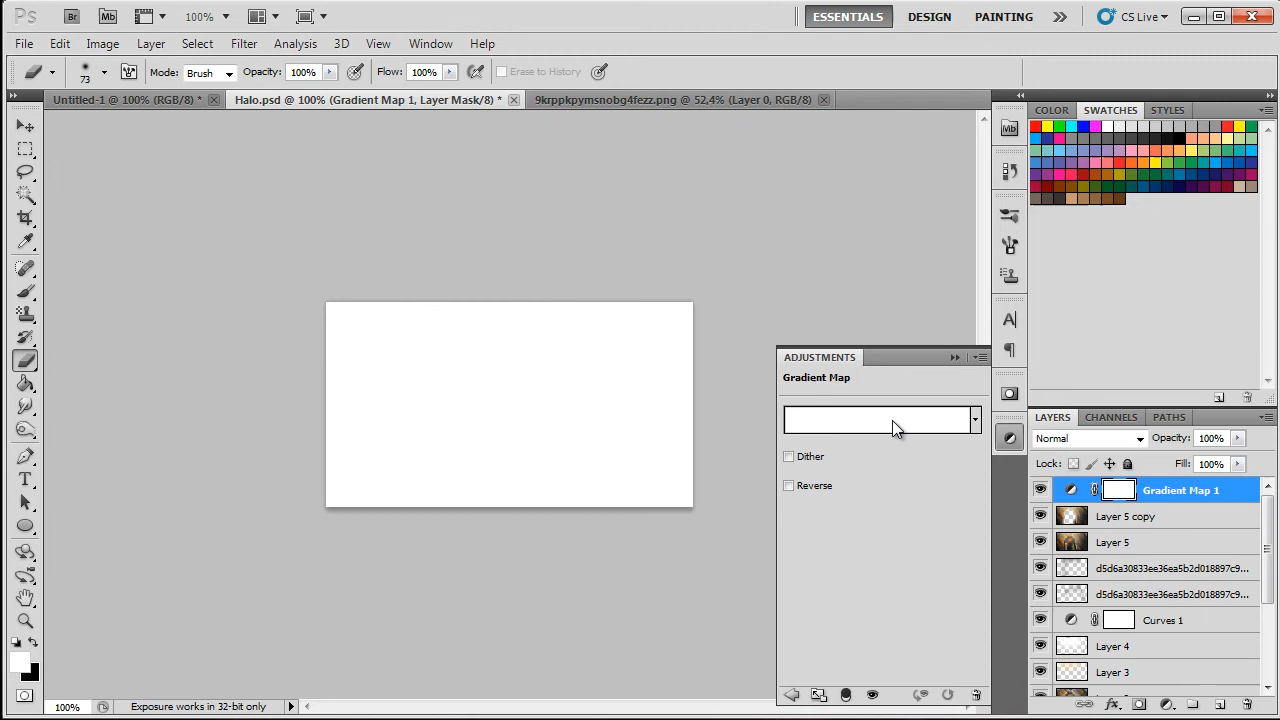 Ps Br Mb 100% ESSENTIALS DESIGN PAINTING CS Live
File Edit Image Layer Select Filter Analysis 3D View Window Help
73 Mode: Brush Opacity: 100% Flow: 100% Erase to History
Untitled-1 @ 100% (RGB/8) * Halo.psd @ 100% (Gradient Map 1, Layer Mask/8) * 9krppkpymsnobg4fezz.png @ 52,4% (Layer 0, RGB/8)
COLOR SWATCHES STYLES
Mb
ADJUSTMENTS
Gradient Map
Dither
Reverse
LAYERS CHANNELS PATHS
Normal Opacity: 100%
Lock: Fill: 100%
Gradient Map 1
Layer 5 copy
Layer 5
d5d6a30833ee36ea5b2d018897c9...
d5d6a30833ee36ea5b2d018897c9...
Curves 1
Layer 4
Layer 3
100% Exposure works in 32-bit only